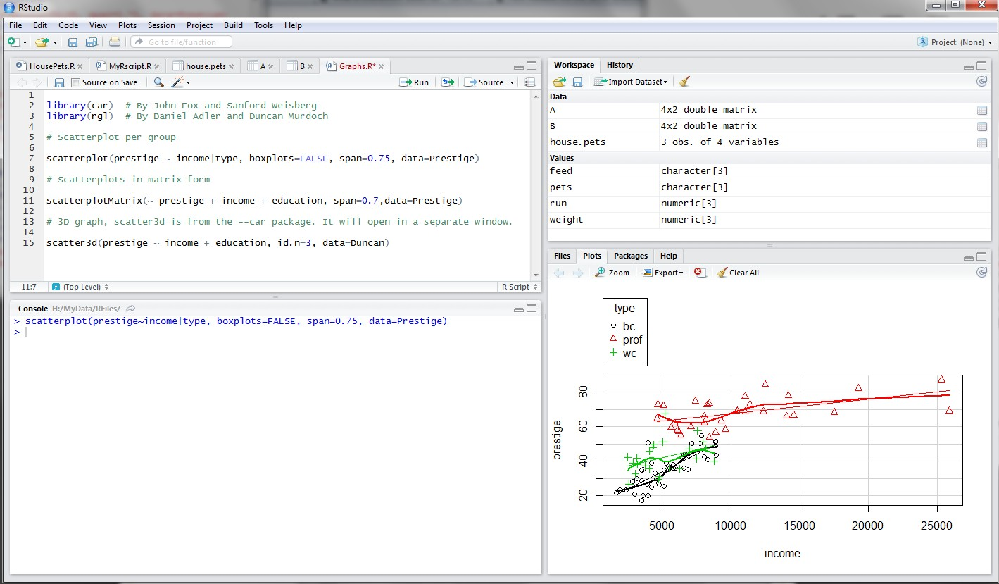 RStudio
File Edit Code View Plots Session Project Build Tools Help
Go to file/function
Project: (None)
HousePets.R MyRscript.R house.pets A B Graphs.R*
Source on Save Run Source
1
2 library(car)  # By John Fox and Sanford Weisberg
3 library(rgl)  # By Daniel Adler and Duncan Murdoch
4
5 # Scatterplot per group
6
7 scatterplot(prestige ~ income|type, boxplots=FALSE, span=0.75, data=Prestige)
8
9 # Scatterplots in matrix form
10
11 scatterplotMatrix(~ prestige + income + education, span=0.7,data=Prestige)
12
13 # 3D graph, scatter3d is from the --car package. It will open in a separate window.
14
15 scatter3d(prestige ~ income + education, id.n=3, data=Duncan)
11:7 (Top Level) R Script
Console H:/MyData/RFiles/
> scatterplot(prestige~income|type, boxplots=FALSE, span=0.75, data=Prestige)
>
Workspace History
Import Dataset
Data
A 4x2 double matrix
B 4x2 double matrix
house.pets 3 obs. of 4 variables
Values
feed character[3]
pets character[3]
run numeric[3]
weight numeric[3]
Files Plots Packages Help
Zoom Export Clear All
type
bc
prof
wc
prestige
80
60
40
20
5000 10000 15000 20000 25000
income